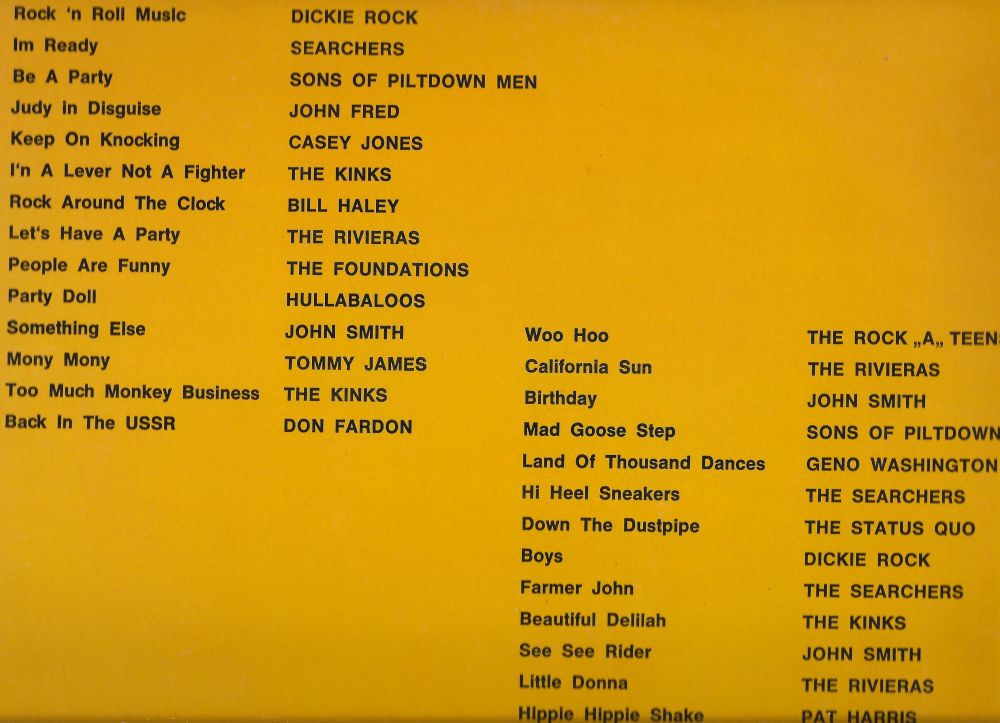 Rock 'n Roll Music DICKIE ROCK
Im Ready SEARCHERS
Be A Party SONS OF PILTDOWN MEN
Judy in Disguise JOHN FRED
Keep On Knocking CASEY JONES
I'n A Lever Not A Fighter THE KINKS
Rock Around The Clock BILL HALEY
Let's Have A Party THE RIVIERAS
People Are Funny THE FOUNDATIONS
Party Doll HULLABALOOS
Something Else JOHN SMITH
Mony Mony TOMMY JAMES
Too Much Monkey Business THE KINKS
Back In The USSR DON FARDON
Woo Hoo THE ROCK „A„ TEENS
California Sun THE RIVIERAS
Birthday JOHN SMITH
Mad Goose Step SONS OF PILTDOWN
Land Of Thousand Dances GENO WASHINGTON
Hi Heel Sneakers THE SEARCHERS
Down The Dustpipe THE STATUS QUO
Boys DICKIE ROCK
Farmer John THE SEARCHERS
Beautiful Delilah THE KINKS
See See Rider JOHN SMITH
Little Donna THE RIVIERAS
Hippie Hippie Shake PAT HARRIS